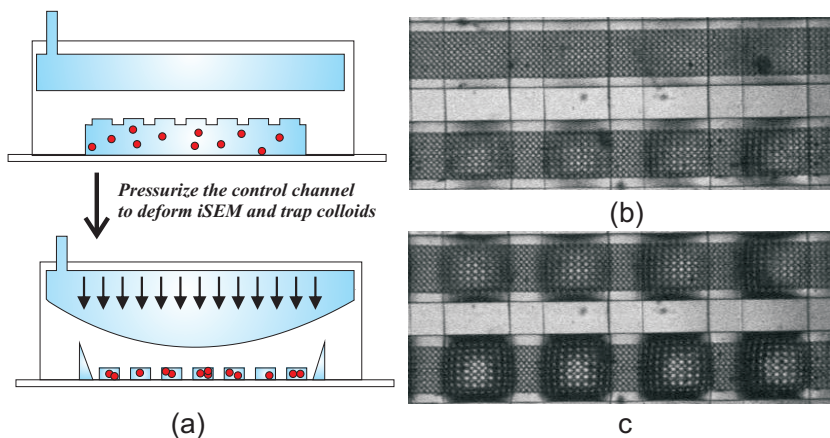 Pressurize the control channel
to deform iSEM and trap colloids
(a)
(b)
c